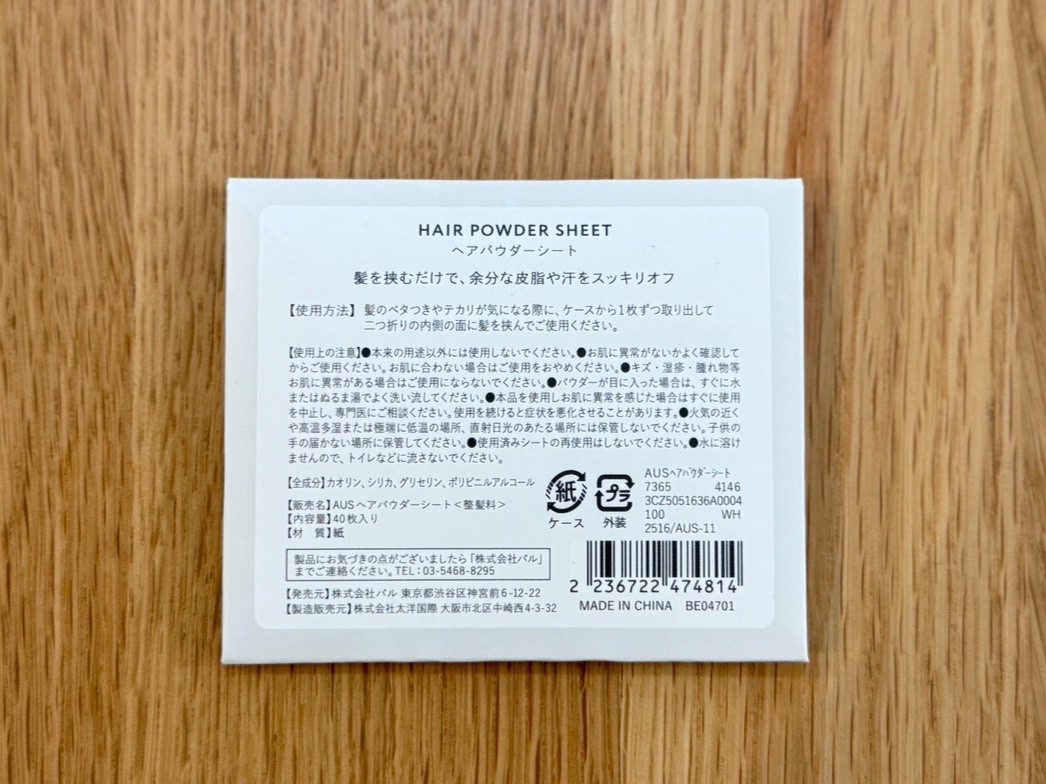 HAIR POWDER SHEET
ヘアパウダーシート
髪を挟むだけで、余分な皮脂や汗をスッキリオフ
【使用方法】髪のベタつきやテカリが気になる際に、ケースから1枚ずつ取り出して
二つ折りの内側の面に髪を挟んでご使用ください。
【使用上の注意】●本来の用途以外には使用しないでください。●お肌に異常がないかよく確認して
からご使用ください。お肌に合わない場合はご使用をおやめください。●キズ・湿疹・腫れ物等
お肌に異常がある場合はご使用にならないでください。●パウダーが目に入った場合は、すぐに水
またはぬるま湯でよく洗い流してください。●本品を使用しお肌に異常を感じた場合はすぐに使用
を中止し、専門医にご相談ください。使用を続けると症状を悪化させることがあります。●火気の近く
や高温多湿または極端に低温の場所、直射日光のあたる場所には保管しないでください。子供の
手の届かない場所に保管してください。●使用済みシートの再使用はしないでください。●水に溶け
ませんので、トイレなどに流さないでください。
【全成分】カオリン、シリカ、グリセリン、ポリビニルアルコール
【販売名】AUSヘアパウダーシート＜整髪料＞
【内容量】40枚入り
【材　質】紙
紙
ケース
プラ
外装
AUSヘアパウダーシート
7365 4146
3CZ5051636A0004
100 WH
2516/AUS-11
製品にお気づきの点がございましたら「株式会社パル」
までご連絡ください。TEL：03-5468-8295
【発売元】株式会社パル 東京都渋谷区神宮前6-12-22
【製造販売元】株式会社太洋国際 大阪市北区中崎西4-3-32
2 236722 474814
MADE IN CHINA BE04701